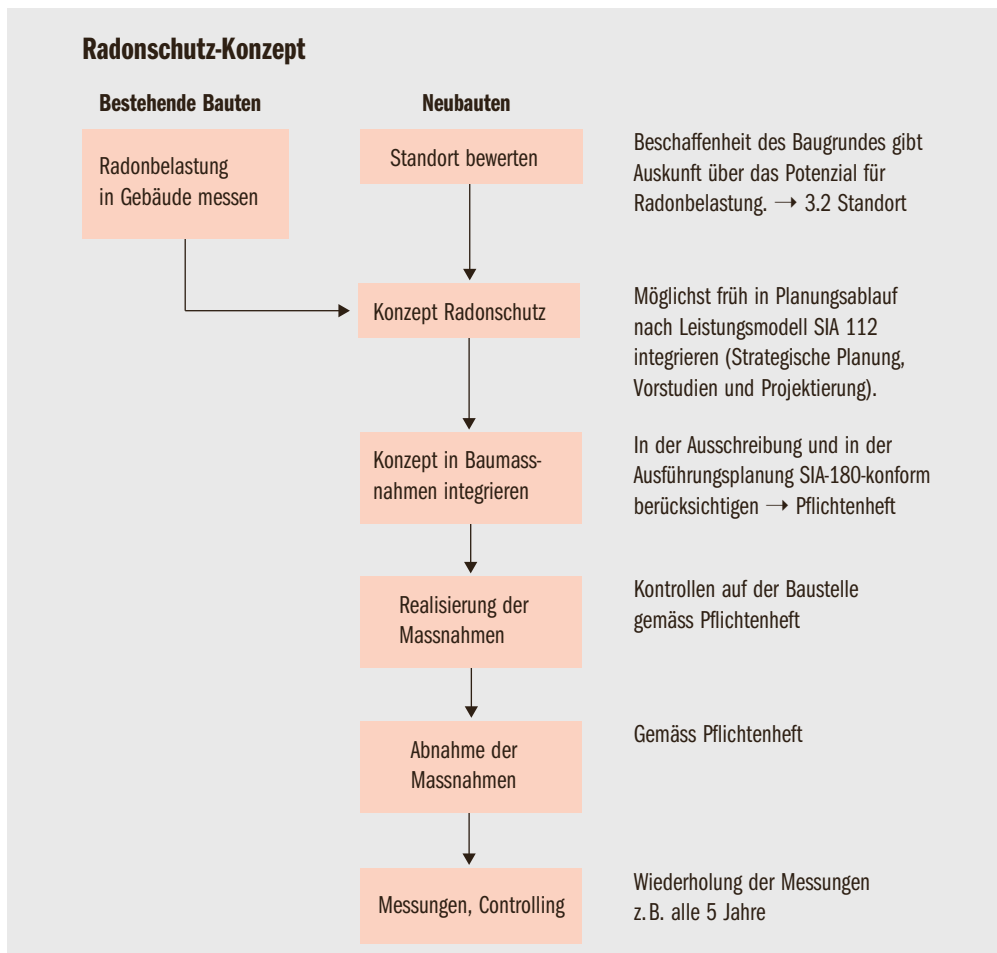 Radonschutz-Konzept
Bestehende Bauten
Neubauten
Radonbelastung
in Gebäude messen
Standort bewerten
Beschaffenheit des Baugrundes gibt
Auskunft über das Potenzial für
Radonbelastung. → 3.2 Standort
Konzept Radonschutz
Möglichst früh in Planungsablauf
nach Leistungsmodell SIA 112
integrieren (Strategische Planung,
Vorstudien und Projektierung).
Konzept in Baumass-
nahmen integrieren
In der Ausschreibung und in der
Ausführungsplanung SIA-180-konform
berücksichtigen → Pflichtenheft
Realisierung der
Massnahmen
Kontrollen auf der Baustelle
gemäss Pflichtenheft
Abnahme der
Massnahmen
Gemäss Pflichtenheft
Messungen, Controlling
Wiederholung der Messungen
z.B. alle 5 Jahre